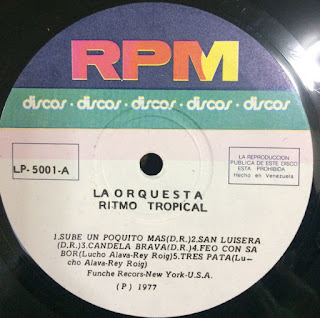 RPM
discos · discos · discos · discos · discos
LP-5001-A
LA REPRODUCCION
PUBLICA DE ESTE DISCO
ESTA PROHIBIDA
Hecho en Venezuela
LA ORQUESTA
RITMO TROPICAL
1.SUBE UN POQUITO MAS(D.R.)2.SAN LUISERA
(D.R.)3.CANDELA BRAVA(D.R.)4.FEO CON SA
BOR(Lucho Alava-Rey Roig)5.TRES PATA(Lu-
cho Alava-Rey Roig)
Funche Recors-New York-U.S.A.
(P) 1977